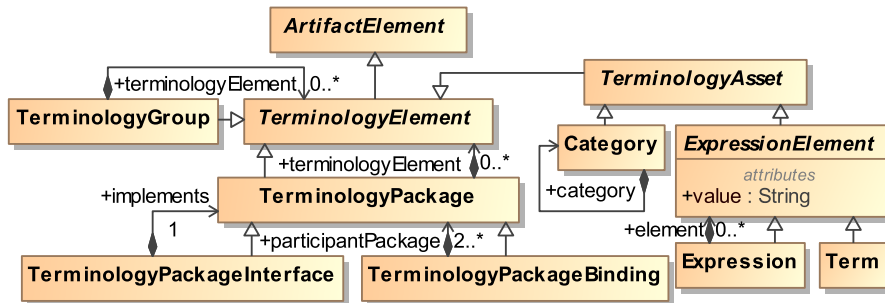 ArtifactElement
+terminologyElement 0..*
TerminologyAsset
TerminologyGroup
TerminologyElement
Category
ExpressionElement
+terminologyElement 0..*
attributes
+category
+value : String
TerminologyPackage
+implements
1
+participantPackage 2..*
+element 0..*
TerminologyPackageInterface
TerminologyPackageBinding
Expression
Term